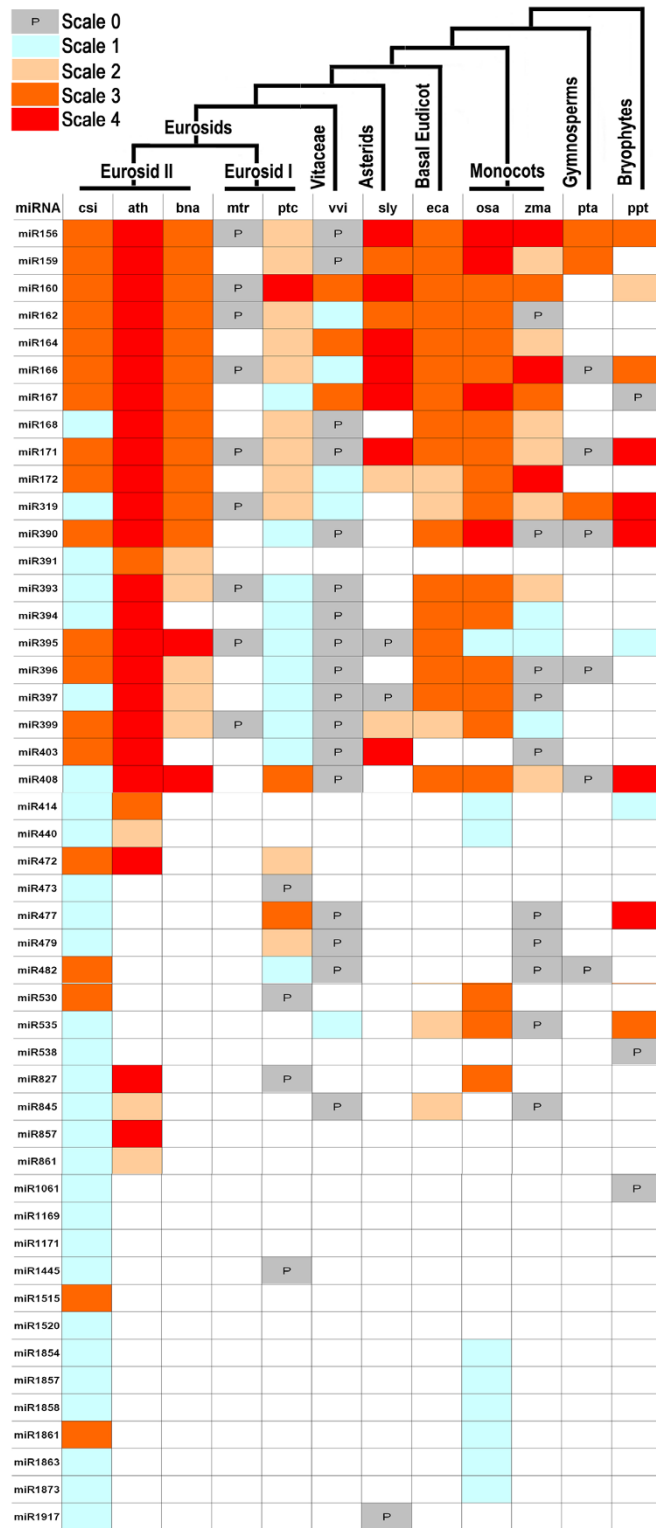 P Scale 0
Scale 1
Scale 2
Scale 3
Scale 4
Eurosids
Eurosid II
Eurosid I
Vitaceae
Asterids
Basal Eudicot
Monocots
Gymnosperms
Bryophytes
miRNA csi ath bna mtr ptc vvi sly eca osa zma pta ppt
miR156 P P
miR159 P
miR160 P
miR162 P P
miR164
miR166 P P
miR167 P
miR168 P
miR171 P P P
miR172
miR319 P
miR390 P P P
miR391
miR393 P P
miR394 P
miR395 P P P
miR396 P P P
miR397 P P P
miR399 P P
miR403 P P
miR408 P P
miR414
miR440
miR472
miR473 P
miR477 P P
miR479 P P
miR482 P P P
miR530 P
miR535 P
miR538 P
miR827 P
miR845 P P
miR857
miR861
miR1061 P
miR1169
miR1171
miR1445 P
miR1515
miR1520
miR1854
miR1857
miR1858
miR1861
miR1863
miR1873
miR1917 P